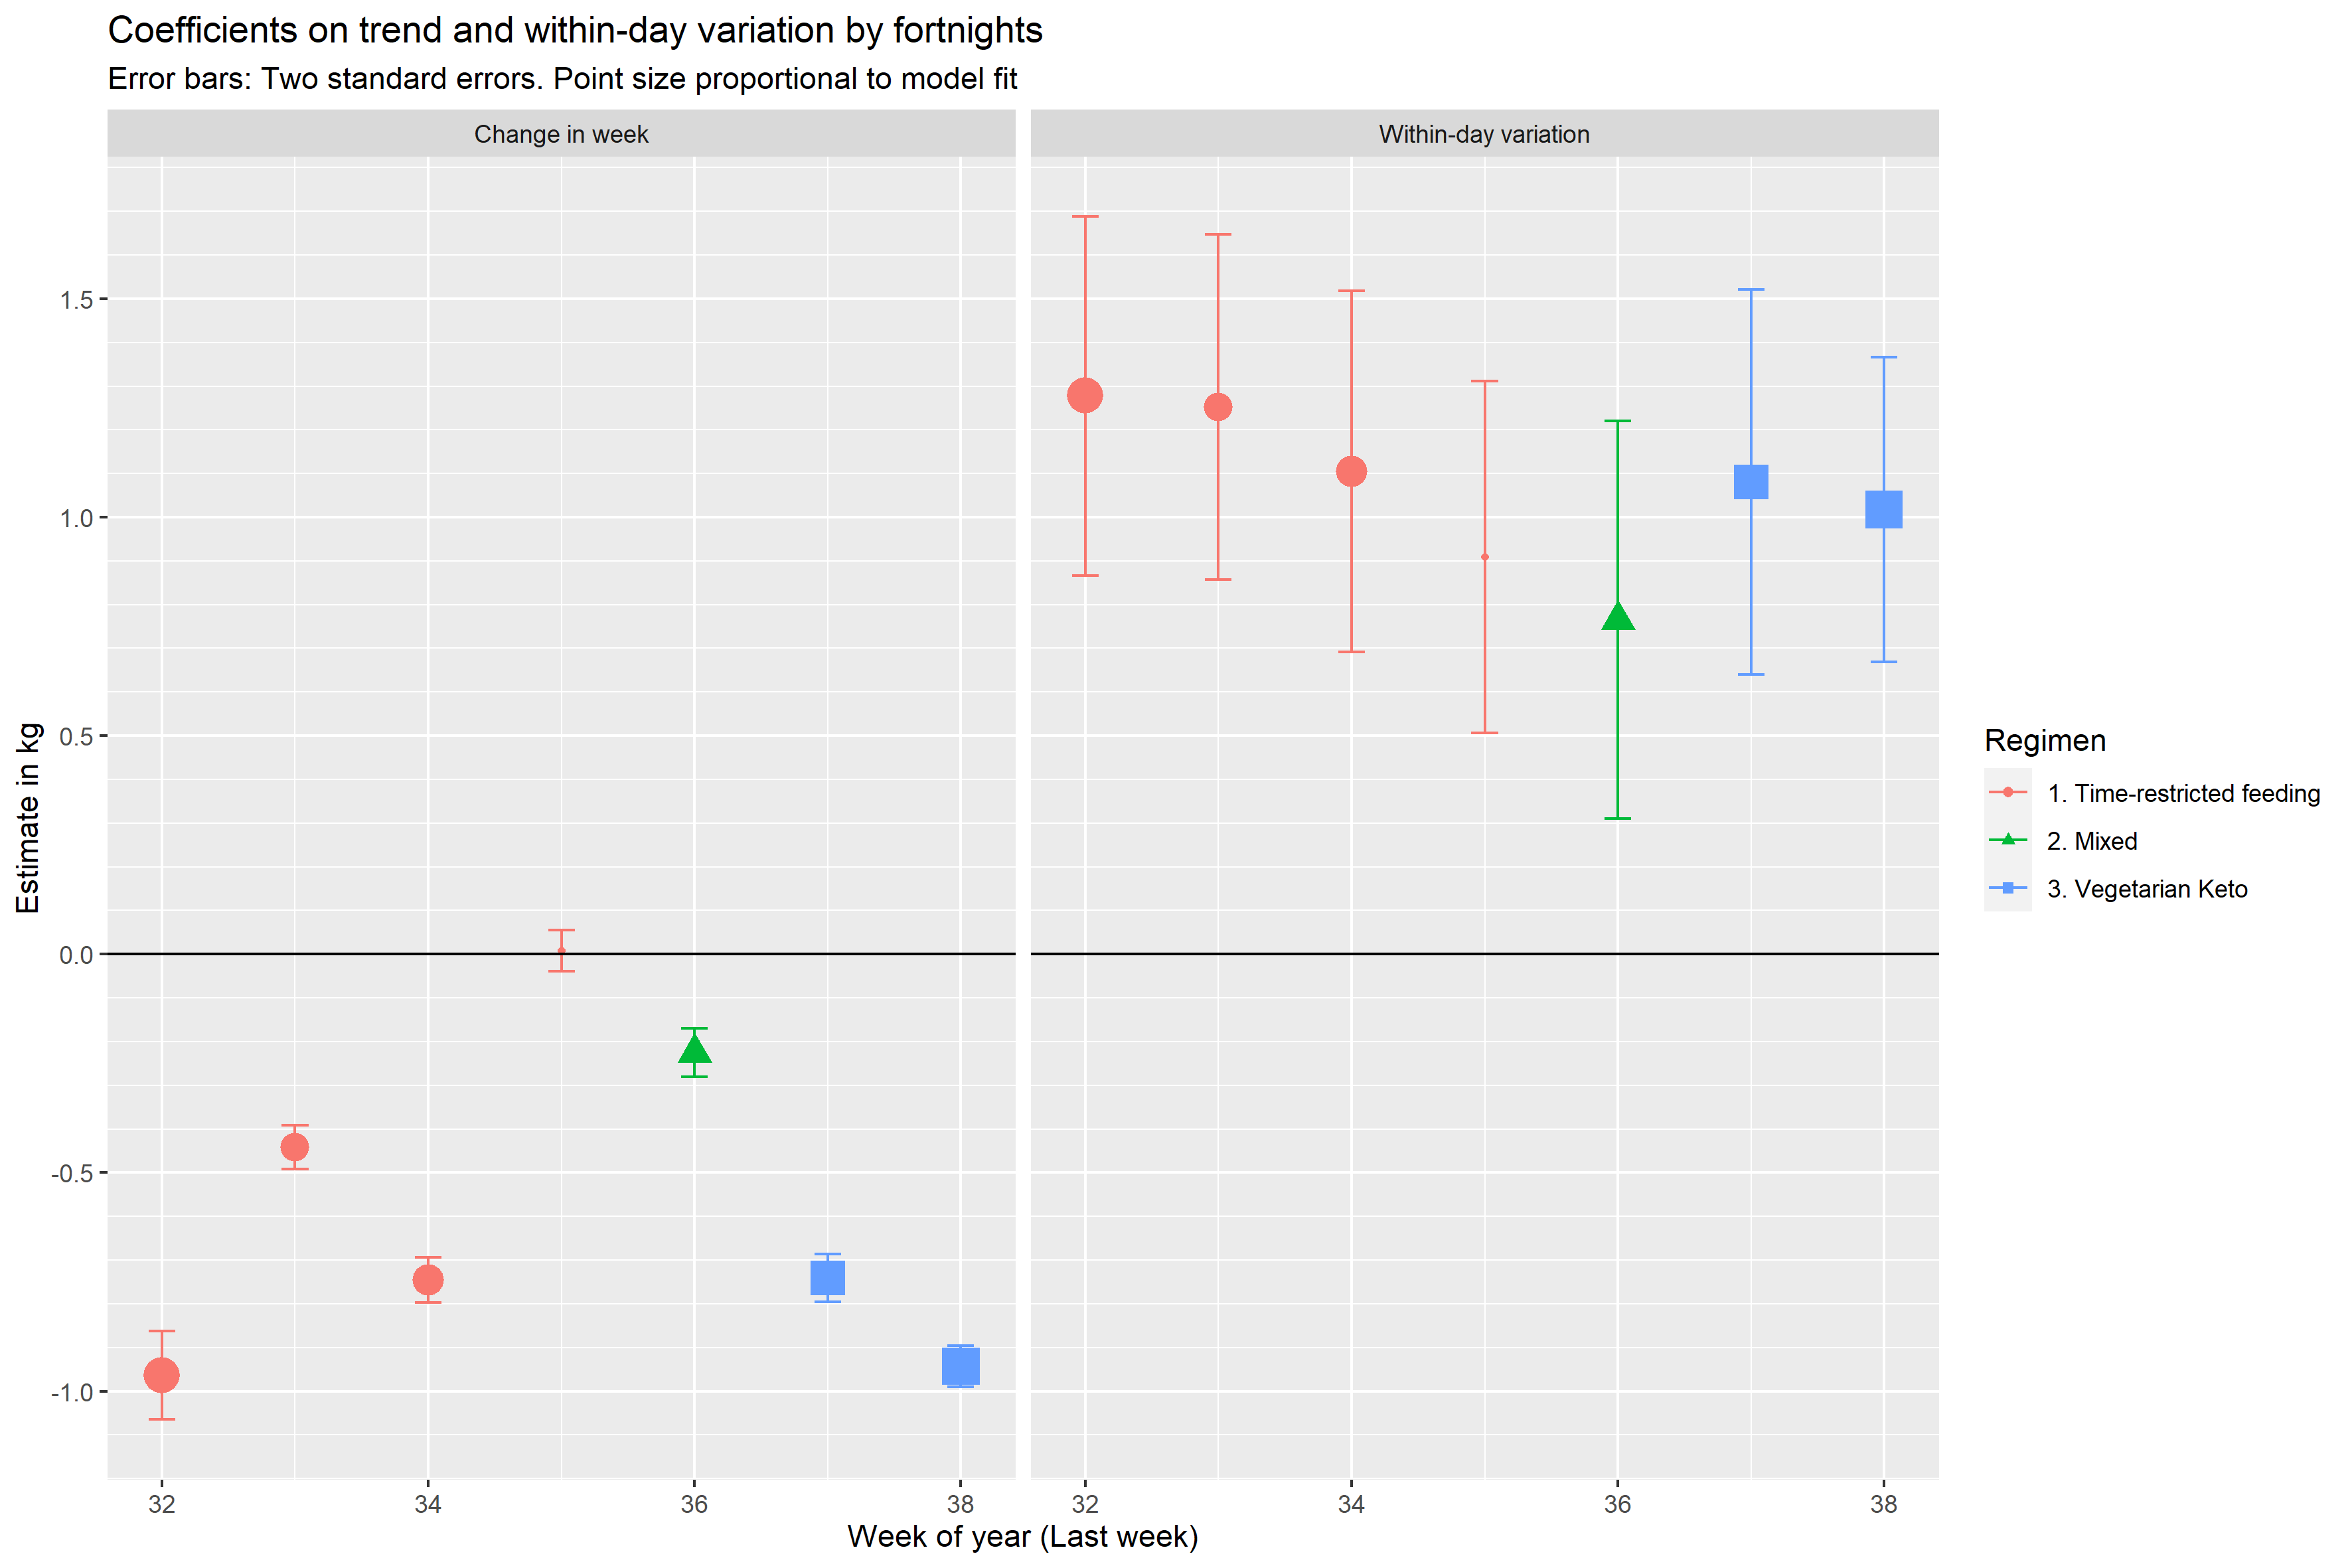 Coefficients on trend and within-day variation by fortnights
Error bars: Two standard errors. Point size proportional to model fit
Change in week
Within-day variation
Estimate in kg
1.5
1.0
0.5
0.0
-0.5
-1.0
32 34 36 38
32 34 36 38
Week of year (Last week)
Regimen
1. Time-restricted feeding
2. Mixed
3. Vegetarian Keto